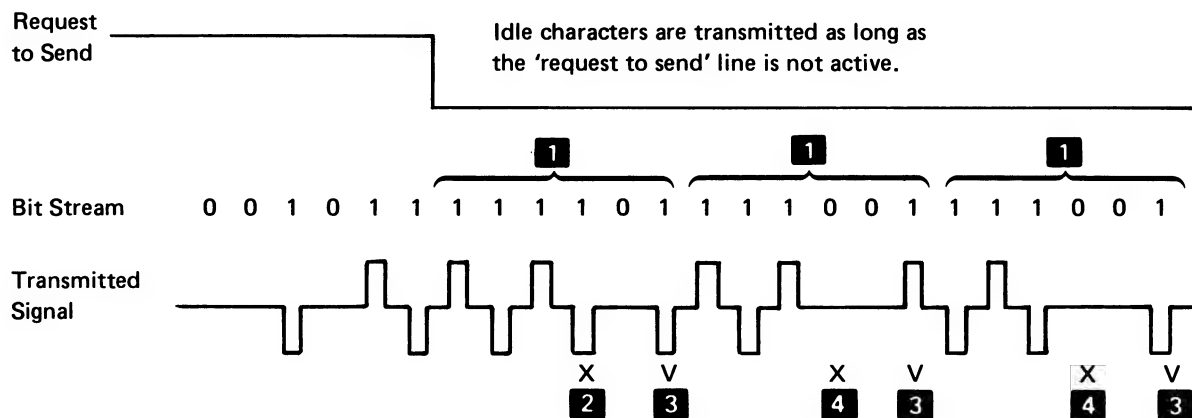 Request
to Send
Idle characters are transmitted as long as
the 'request to send' line is not active.
1 1 1
Bit Stream 0 0 1 0 1 1 1 1 1 1 0 1 1 1 1 0 0 1 1 1 1 0 0 1
Transmitted
Signal
X V X V X V
2 3 4 3 4 3